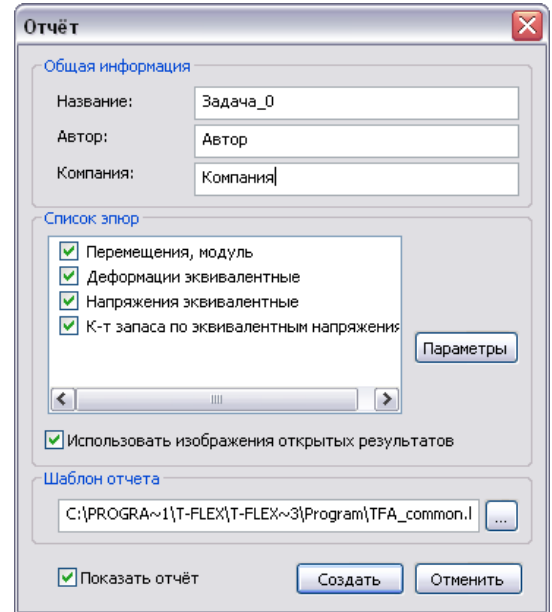 Отчёт
Общая информация
Название: Задача_0
Автор: Автор
Компания: Компания
Список эпюр
Перемещения, модуль
Деформации эквивалентные
Напряжения эквивалентные
К-т запаса по эквивалентным напряжения
Параметры
Использовать изображения открытых результатов
Шаблон отчета
C:\PROGRA~1\T-FLEX\T-FLEX~3\Program\TFA_common.l ...
Показать отчёт Создать Отменить